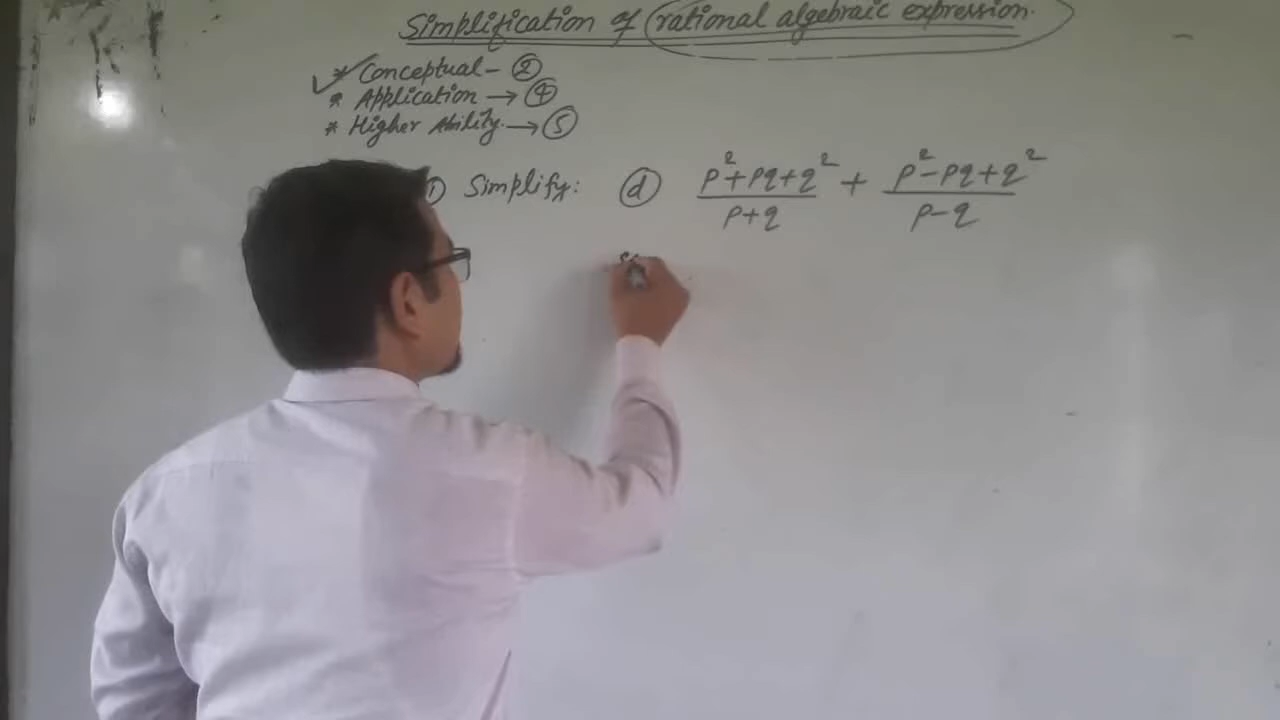 Simplification of rational algebraic expression.
* Conceptual - ②
* Application → ④
* Higher Ability. → ⑤
① Simplify: ⓓ (p²+pq+q²)/(p+q) + (p²-pq+q²)/(p-q)